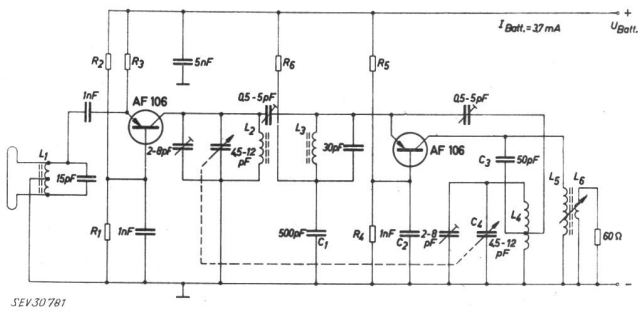 I Batt. = 3,7 mA
+
U Batt.
R2
R3
5nF
R6
R5
1nF
AF 106
0,5-5pF
0,5-5pF
L1
15pF
2-8pF
4,5-12 pF
L2
L3
30pF
AF 106
C3
50pF
L5
L6
R1
1nF
500pF
C1
R4
1nF
C2
2-8 pF
C4
4,5-12 pF
L4
60Ω
-
SEV30781